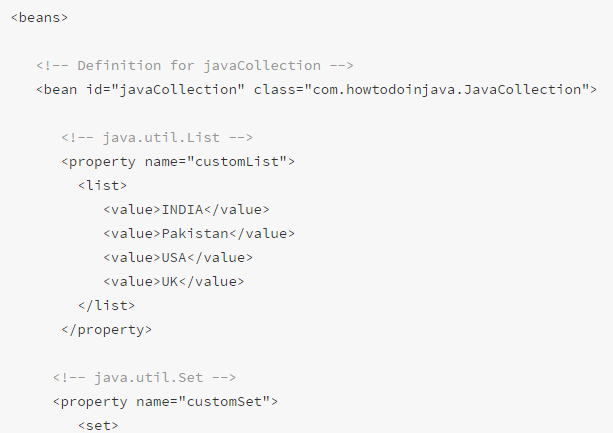 <beans>
<!-- Definition for javaCollection -->
<bean id="javaCollection" class="com.howtodoinjava.JavaCollection">
<!-- java.util.List -->
<property name="customList">
<list>
<value>INDIA</value>
<value>Pakistan</value>
<value>USA</value>
<value>UK</value>
</list>
</property>
<!-- java.util.Set -->
<property name="customSet">
<set>